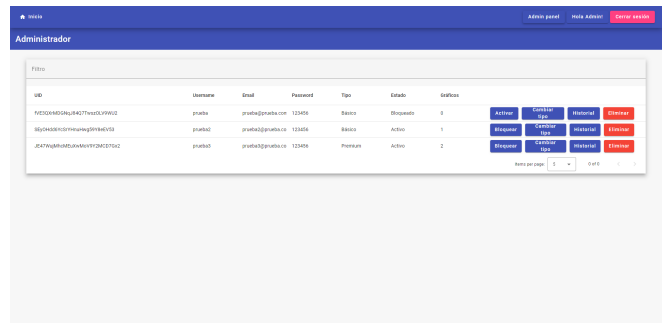 Inicio
Admin panel Hola Admin! Cerrar sesión
Administrador
Filtro
UID Username Email Password Tipo Estado Gráficos
prueba prueba@prueba.com 123456 Básico Bloqueado 0 Activar Cambiar tipo Historial Eliminar
prueba2 prueba2@prueba.co 123456 Básico Activo 1 Bloquear Cambiar tipo Historial Eliminar
prueba3 prueba3@prueba.co 123456 Premium Activo 2 Bloquear Cambiar tipo Historial Eliminar
Items per page: 5 0 of 0